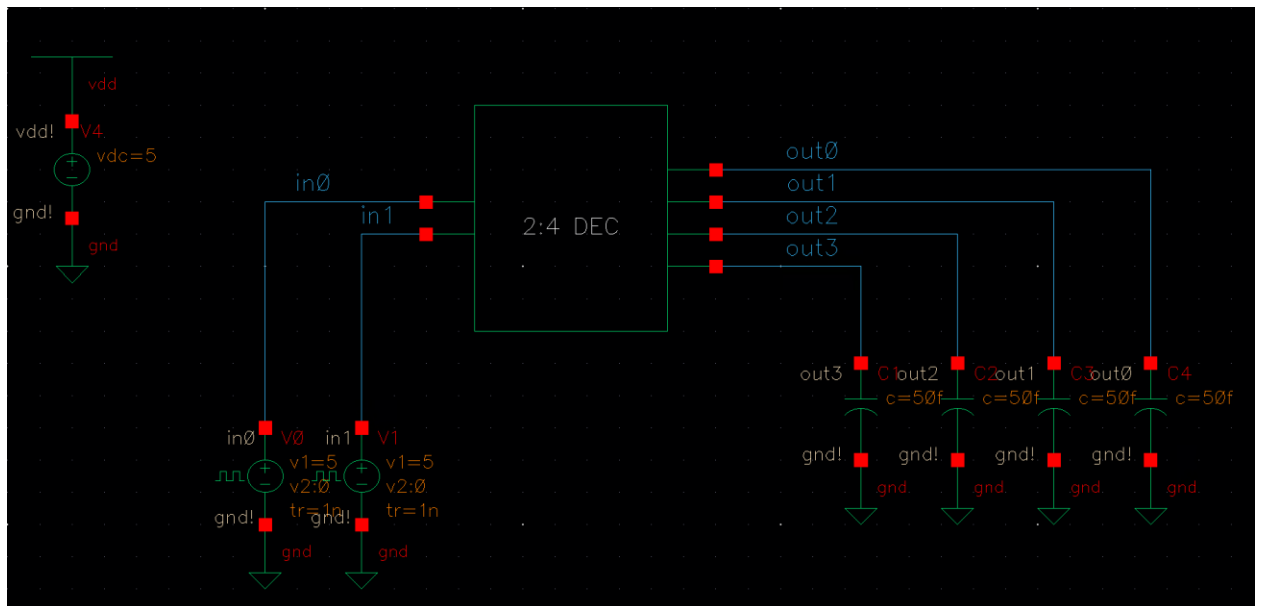 vdd
vdd!
V4
vdc=5
gnd!
gnd
in0
in1
2:4 DEC
out0
out1
out2
out3
in0
V0
v1=5
v2:0
tr=1n
gnd!
gnd
in1
V1
v1=5
v2:0
tr=1n
gnd!
gnd
out3
C1
c=50f
gnd!
gnd
out2
C2
c=50f
gnd!
gnd
out1
C3
c=50f
gnd!
gnd
out0
C4
c=50f
gnd!
gnd